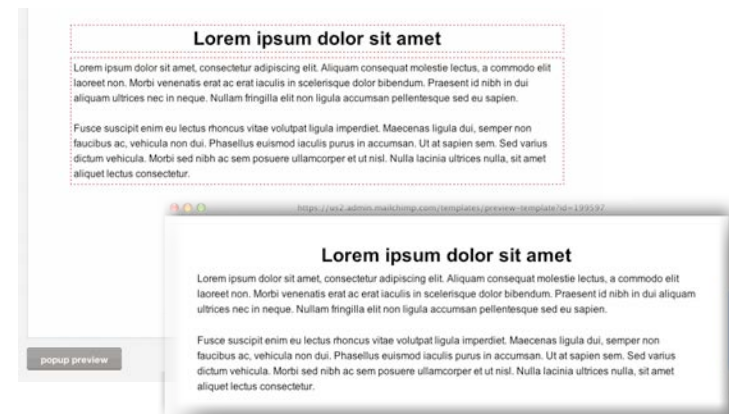 Lorem ipsum dolor sit amet
Lorem ipsum dolor sit amet, consectetur adipiscing elit. Aliquam consequat molestie lectus, a commodo elit
laoreet non. Morbi venenatis erat ac erat iaculis in scelerisque dolor bibendum. Praesent id nibh in dui
aliquam ultrices nec in neque. Nullam fringilla elit non ligula accumsan pellentesque sed eu sapien.
Fusce suscipit enim eu lectus rhoncus vitae volutpat ligula imperdiet. Maecenas ligula dui, semper non
faucibus ac, vehicula non dui. Phasellus euismod iaculis purus in accumsan. Ut at sapien sem. Sed varius
dictum vehicula. Morbi sed nibh ac sem posuere ullamcorper et ut nisl. Nulla lacinia ultrices nulla, sit amet
aliquet lectus consectetur.
https://us2.admin.mailchimp.com/templates/preview-template?id=199597
Lorem ipsum dolor sit amet
Lorem ipsum dolor sit amet, consectetur adipiscing elit. Aliquam consequat molestie lectus, a commodo elit
laoreet non. Morbi venenatis erat ac erat iaculis in scelerisque dolor bibendum. Praesent id nibh in dui aliquam
ultrices nec in neque. Nullam fringilla elit non ligula accumsan pellentesque sed eu sapien.
Fusce suscipit enim eu lectus rhoncus vitae volutpat ligula imperdiet. Maecenas ligula dui, semper non
faucibus ac, vehicula non dui. Phasellus euismod iaculis purus in accumsan. Ut at sapien sem. Sed varius
dictum vehicula. Morbi sed nibh ac sem posuere ullamcorper et ut nisl. Nulla lacinia ultrices nulla, sit amet
aliquet lectus consectetur.
popup preview